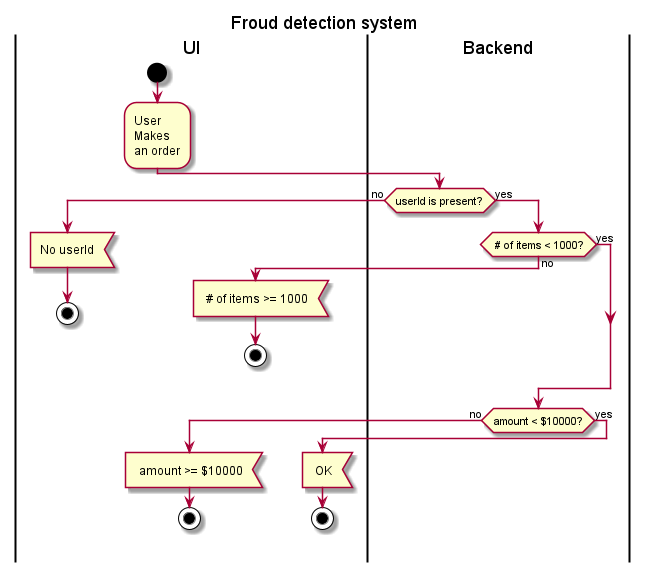 Froud detection system
UI
Backend
User
Makes
an order
userId is present?
no
yes
No userId
# of items < 1000?
yes
no
# of items >= 1000
amount < $10000?
no
yes
amount >= $10000
OK